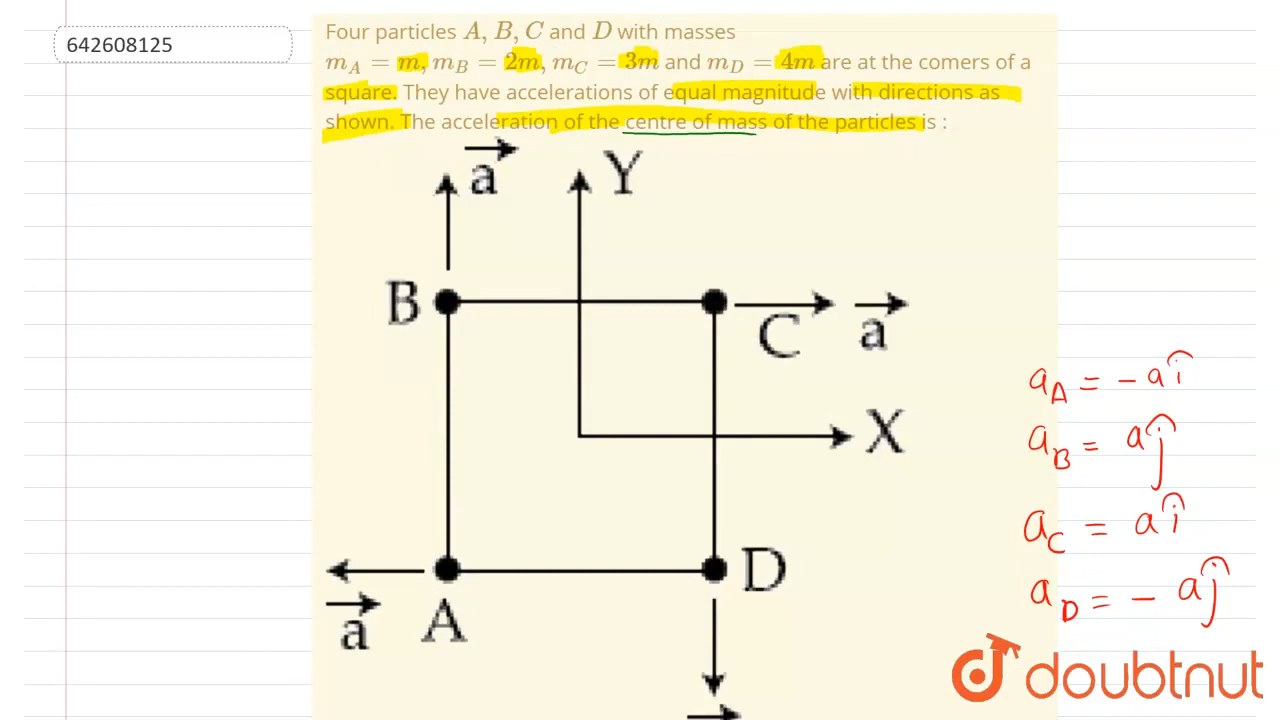 642608125
Four particles A, B, C and D with masses
m_A = m, m_B = 2m, m_C = 3m and m_D = 4m are at the comers of a
square. They have accelerations of equal magnitude with directions as
shown. The acceleration of the centre of mass of the particles is :
a⃗
Y
B
C
a⃗
X
D
a⃗
A
a_A = - a î
a_B = a ĵ
a_C = a î
a_D = - a ĵ
doubtnut